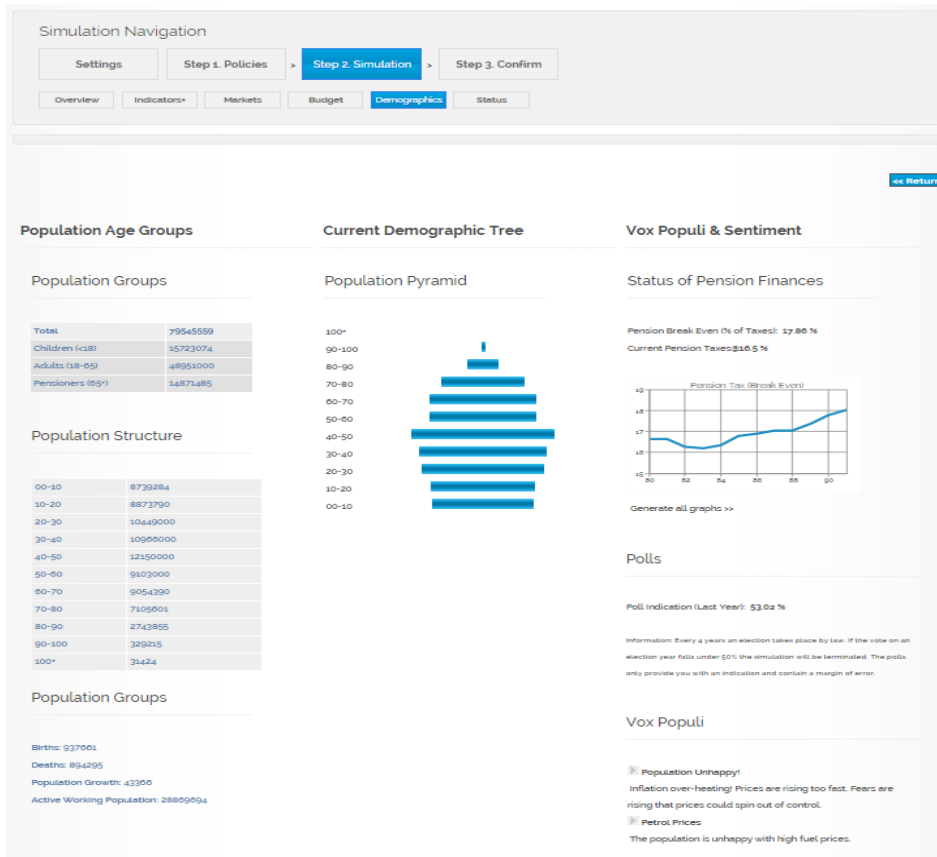 Simulation Navigation
Settings
Step 1. Policies > Step 2. Simulation > Step 3. Confirm
Overview Indicators+ Markets Budget Demographics Status
<< Return
Population Age Groups
Population Groups
Total 79545559
Children (<18) 15723074
Adults (18-65) 48951000
Pensioners (65+) 14871485
Population Structure
00-10 8739284
10-20 8873790
20-30 10449000
30-40 10966000
40-50 12150000
50-60 9103000
60-70 9054390
70-80 7105601
80-90 2743855
90-100 329215
100+ 31424
Population Groups
Births: 937661
Deaths: 894295
Population Growth: 43366
Active Working Population: 28869694
Current Demographic Tree
Population Pyramid
100+
90-100
80-90
70-80
60-70
50-60
40-50
30-40
20-30
10-20
00-10
Vox Populi & Sentiment
Status of Pension Finances
Pension Break Even (% of Taxes): 17.86 %
Current Pension Taxes@16.5 %
Pension Tax (Break Even)
19
18
17
16
15
80 82 84 86 88 90
Generate all graphs >>
Polls
Poll Indication (Last Year): 53.02 %
Information: Every 4 years an election takes place by law. If the vote on an
election year falls under 50% the simulation will be terminated. The polls
only provide you with an indication and contain a margin of error.
Vox Populi
Population Unhappy!
Inflation over-heating! Prices are rising too fast. Fears are
rising that prices could spin out of control.
Petrol Prices
The population is unhappy with high fuel prices.